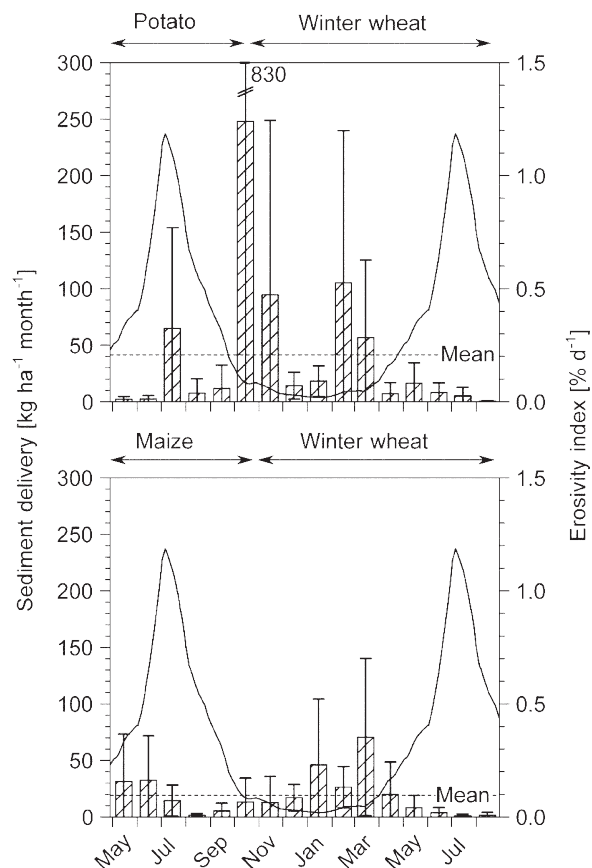 Potato Winter wheat
300 1.5
830
250
200 1.0
150
100 0.5
50
Mean
0 0.0
Maize Winter wheat
300 1.5
250
200 1.0
150
100 0.5
50
Mean
0 0.0
May Jul Sep Nov Jan Mar May Jul
Sediment delivery [kg ha⁻¹ month⁻¹]
Erosivity index [% d⁻¹]